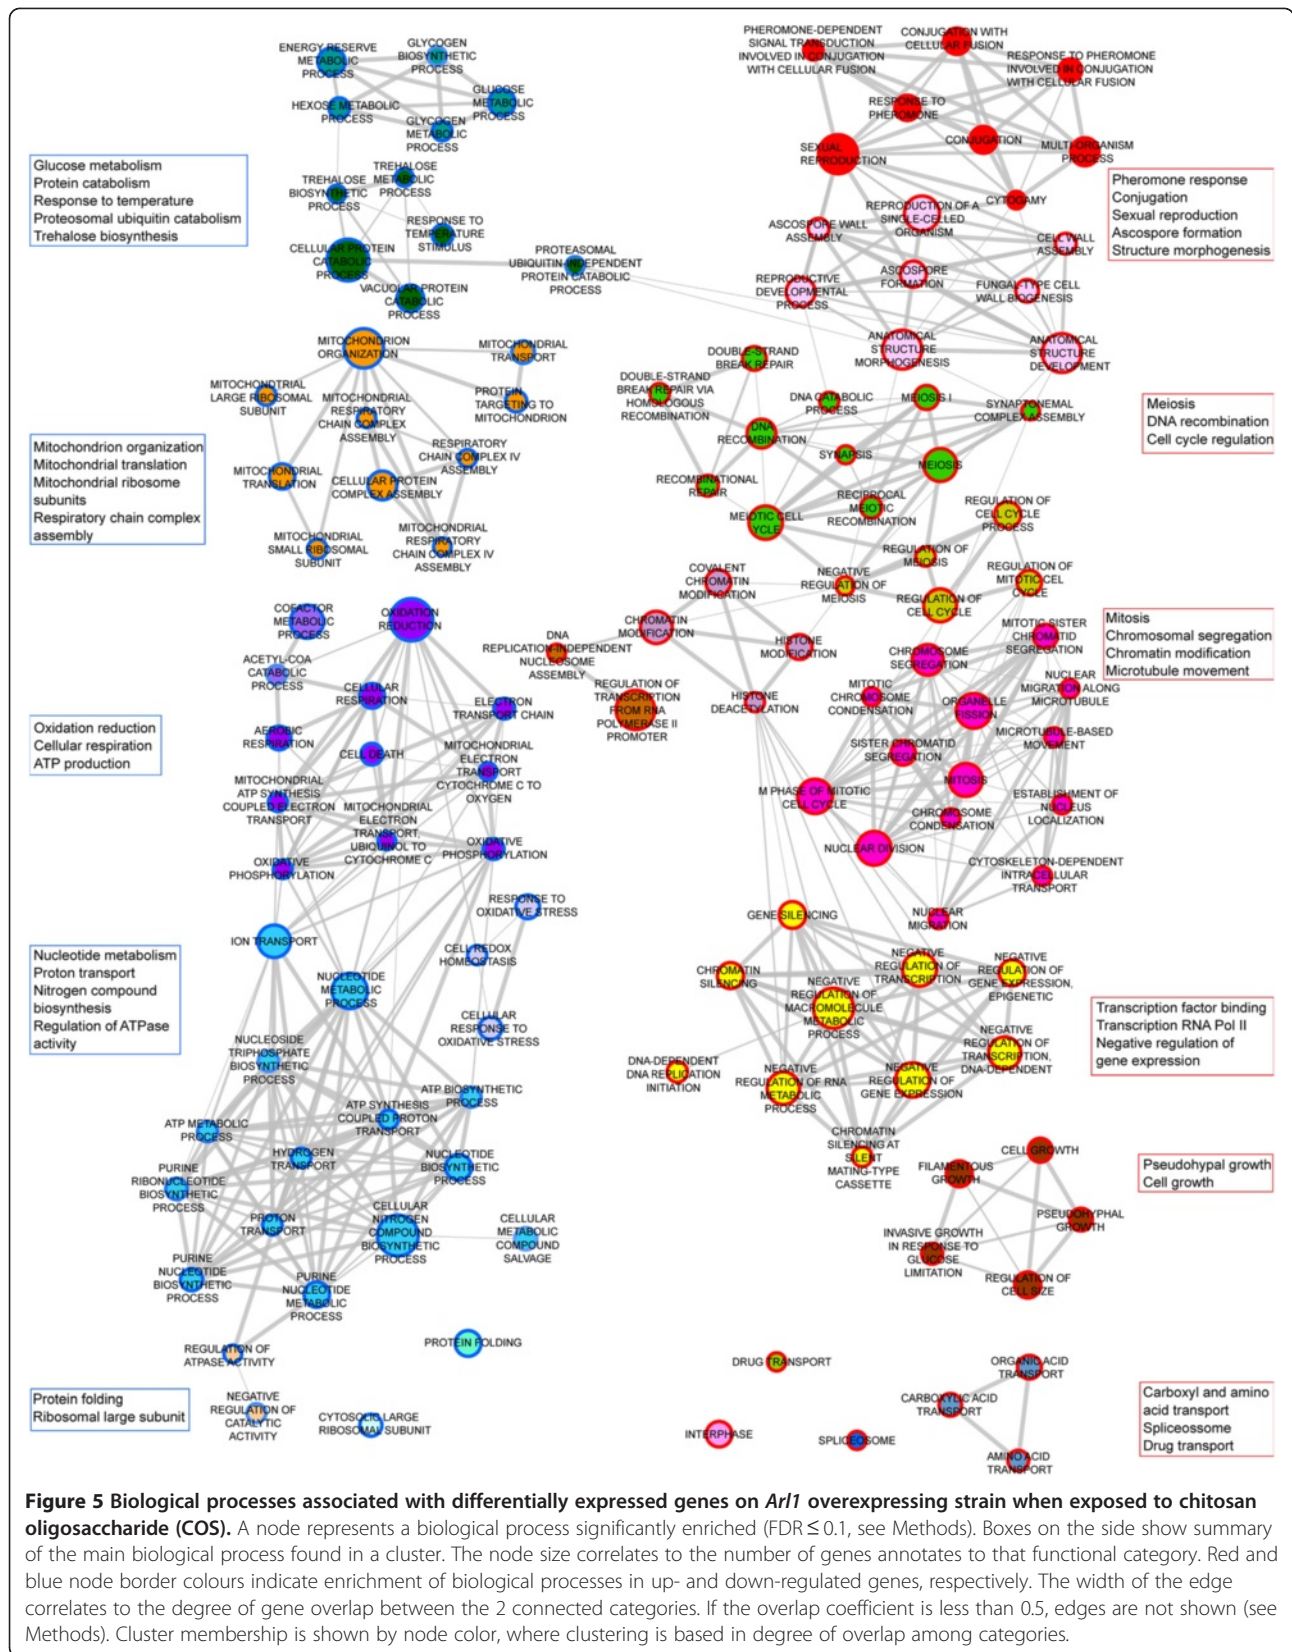 ENERGY RESERVE
METABOLIC
PROCESS
GLYCOGEN
BIOSYNTHETIC
PROCESS
HEXOSE METABOLIC
PROCESS
GLUCOSE
METABOLIC
PROCESS
GLYCOGEN
METABOLIC
PROCESS
TREHALOSE
METABOLIC
PROCESS
TREHALOSE
BIOSYNTHETIC
PROCESS
RESPONSE TO
TEMPERATURE
STIMULUS
CELLULAR PROTEIN
CATABOLIC
PROCESS
PROTEASOMAL
UBIQUITIN-INDEPENDENT
PROTEIN CATABOLIC
PROCESS
VACUOLAR PROTEIN
CATABOLIC
PROCESS
Glucose metabolism
Protein catabolism
Response to temperature
Proteosomal ubiquitin catabolism
Trehalose biosynthesis
PHEROMONE-DEPENDENT
SIGNAL TRANSDUCTION
INVOLVED IN CONJUGATION
WITH CELLULAR FUSION
CONJUGATION WITH
CELLULAR FUSION
RESPONSE TO PHEROMONE
INVOLVED IN CONJUGATION
WITH CELLULAR FUSION
RESPONSE TO
PHEROMONE
SEXUAL
REPRODUCTION
CONJUGATION
MULTI-ORGANISM
PROCESS
CYTOGAMY
REPRODUCTION OF A
SINGLE-CELLED
ORGANISM
ASCOSPORE WALL
ASSEMBLY
CELL WALL
ASSEMBLY
REPRODUCTIVE
DEVELOPMENTAL
PROCESS
ASCOSPORE
FORMATION
FUNGAL-TYPE CELL
WALL BIOGENESIS
ANATOMICAL
STRUCTURE
MORPHOGENESIS
ANATOMICAL
STRUCTURE
DEVELOPMENT
Pheromone response
Conjugation
Sexual reproduction
Ascospore formation
Structure morphogenesis
MITOCHONDRION
ORGANIZATION
MITOCHONDRIAL
TRANSPORT
MITOCHONDTRIAL
LARGE RIBOSOMAL
SUBUNIT
MITOCHONDRIAL
RESPIRATORY
CHAIN COMPLEX
ASSEMBLY
PROTEIN
TARGETING TO
MITOCHONDRION
RESPIRATORY
CHAIN COMPLEX IV
ASSEMBLY
MITOCHONDRIAL
TRANSLATION
CELLULAR PROTEIN
COMPLEX ASSEMBLY
MITOCHONDRIAL
SMALL RIBOSOMAL
SUBUNIT
MITOCHONDRIAL
RESPIRATORY
CHAIN COMPLEX IV
ASSEMBLY
Mitochondrion organization
Mitochondrial translation
Mitochondrial ribosome
subunits
Respiratory chain complex
assembly
DOUBLE-STRAND
BREAK REPAIR
DOUBLE-STRAND
BREAK REPAIR VIA
HOMOLOGOUS
RECOMBINATION
DNA CATABOLIC
PROCESS
MEIOSIS I
SYNAPTONEMAL
COMPLEX ASSEMBLY
DNA
RECOMBINATION
SYNAPSIS
MEIOSIS
RECOMBINATIONAL
REPAIR
RECIPROCAL
MEIOTIC
RECOMBINATION
MEIOTIC CELL
YCLE
REGULATION OF
CELL CYCLE
PROCESS
REGULATION OF
MEIOSIS
NEGATIVE
REGULATION OF
MEIOSIS
REGULATION OF
MITOTIC CEL
CYCLE
REGULATION OF
CELL CYCLE
Meiosis
DNA recombination
Cell cycle regulation
COVALENT
CHROMATIN
MODIFICATION
CHROMATIN
MODIFICATION
HISTONE
MODIFICATION
DNA
REPLICATION-INDEPENDENT
NUCLEOSOME
ASSEMBLY
REGULATION OF
TRANSCRIPTION
FROM RNA
POLYMERASE II
PROMOTER
HISTONE
DEACETYLATION
MITOTIC SISTER
CHROMATID
SEGREGATION
CHROMOSOME
SEGREGATION
MITOTIC
CHROMOSOME
CONDENSATION
NUCLEAR
MIGRATION ALONG
MICROTUBULE
ORGANELLE
FISSION
MICROTUBULE-BASED
MOVEMENT
SISTER CHROMATID
SEGREGATION
MITOSIS
M PHASE OF MITOTIC
CELL CYCLE
ESTABLISHMENT OF
NUCLEUS
LOCALIZATION
CHROMOSOME
CONDENSATION
NUCLEAR DIVISION
CYTOSKELETON-DEPENDENT
INTRACELLULAR
TRANSPORT
NUCLEAR
MIGRATION
Mitosis
Chromosomal segregation
Chromatin modification
Microtubule movement
COFACTOR
METABOLIC
PROCESS
OXIDATION
REDUCTION
ACETYL-COA
CATABOLIC
PROCESS
CELLULAR
RESPIRATION
ELECTRON
TRANSPORT CHAIN
AEROBIC
RESPIRATION
CELL DEATH
MITOCHONDRIAL
ELECTRON
TRANSPORT
CYTOCHROME C TO
OXYGEN
MITOCHONDRIAL
ATP SYNTHESIS
COUPLED ELECTRON
TRANSPORT
MITOCHONDRIAL
ELECTRON
TRANSPORT,
UBIQUINOL TO
CYTOCHROME C
OXIDATIVE
PHOSPHORYLATION
OXIDATIVE
PHOSPHORYLATION
Oxidation reduction
Cellular respiration
ATP production
RESPONSE TO
OXIDATIVE STRESS
ION TRANSPORT
CELL REDOX
HOMEOSTASIS
NUCLEOTIDE
METABOLIC
PROCESS
CELLULAR
RESPONSE TO
OXIDATIVE STRESS
NUCLEOSIDE
TRIPHOSPHATE
BIOSYNTHETIC
PROCESS
ATP BIOSYNTHETIC
PROCESS
ATP SYNTHESIS
COUPLED PROTON
TRANSPORT
ATP METABOLIC
PROCESS
HYDROGEN
TRANSPORT
NUCLEOTIDE
BIOSYNTHETIC
PROCESS
PURINE
RIBONUCLEOTIDE
BIOSYNTHETIC
PROCESS
PROTON
TRANSPORT
CELLULAR
NITROGEN
COMPOUND
BIOSYNTHETIC
PROCESS
CELLULAR
METABOLIC
COMPOUND
SALVAGE
PURINE
NUCLEOTIDE
BIOSYNTHETIC
PROCESS
PURINE
NUCLEOTIDE
METABOLIC
PROCESS
REGULATION OF
ATPASE ACTIVITY
NEGATIVE
REGULATION OF
CATALYTIC
ACTIVITY
PROTEIN FOLDING
CYTOSOLIC LARGE
RIBOSOMAL SUBUNIT
Nucleotide metabolism
Proton transport
Nitrogen compound
biosynthesis
Regulation of ATPase
activity
Protein folding
Ribosomal large subunit
GENE SILENCING
CHROMATIN
SILENCING
NEGATIVE
REGULATION OF
TRANSCRIPTION
NEGATIVE
REGULATION OF
GENE EXPRESSION,
EPIGENETIC
NEGATIVE
REGULATION OF
MACROMOLECULE
METABOLIC
PROCESS
NEGATIVE
REGULATION OF
TRANSCRIPTION,
DNA-DEPENDENT
DNA-DEPENDENT
DNA REPLICATION
INITIATION
NEGATIVE
REGULATION OF RNA
METABOLIC
PROCESS
NEGATIVE
REGULATION OF
GENE EXPRESSION
CHROMATIN
SILENCING AT
SILENT
MATING-TYPE
CASSETTE
Transcription factor binding
Transcription RNA Pol II
Negative regulation of
gene expression
CELL GROWTH
FILAMENTOUS
GROWTH
PSEUDOHYPHAL
GROWTH
INVASIVE GROWTH
IN RESPONSE TO
GLUCOSE
LIMITATION
REGULATION OF
CELL SIZE
Pseudohypal growth
Cell growth
DRUG TRANSPORT
ORGANIC ACID
TRANSPORT
CARBOXYLIC ACID
TRANSPORT
INTERPHASE
SPLICEOSOME
AMINO ACID
TRANSPORT
Carboxyl and amino
acid transport
Spliceossome
Drug transport
Figure 5 Biological processes associated with differentially expressed genes on Arl1 overexpressing strain when exposed to chitosan
oligosaccharide (COS). A node represents a biological process significantly enriched (FDR ≤ 0.1, see Methods). Boxes on the side show summary
of the main biological process found in a cluster. The node size correlates to the number of genes annotates to that functional category. Red and
blue node border colours indicate enrichment of biological processes in up- and down-regulated genes, respectively. The width of the edge
correlates to the degree of gene overlap between the 2 connected categories. If the overlap coefficient is less than 0.5, edges are not shown (see
Methods). Cluster membership is shown by node color, where clustering is based in degree of overlap among categories.